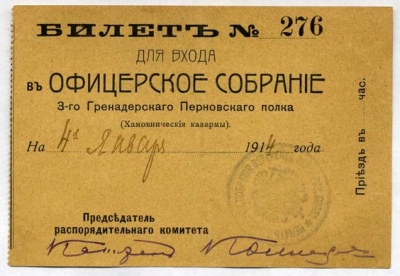 БИЛЕТЪ № 276
ДЛЯ ВХОДА
въ ОФИЦЕРСКОЕ СОБРАНІЕ
3-го Гренадерскаго Перновскаго полка
(Хамовническія казармы).
На 4е Января 1914 года
Предсѣдатель
распорядительнаго комитета
Пріѣздъ въ час.